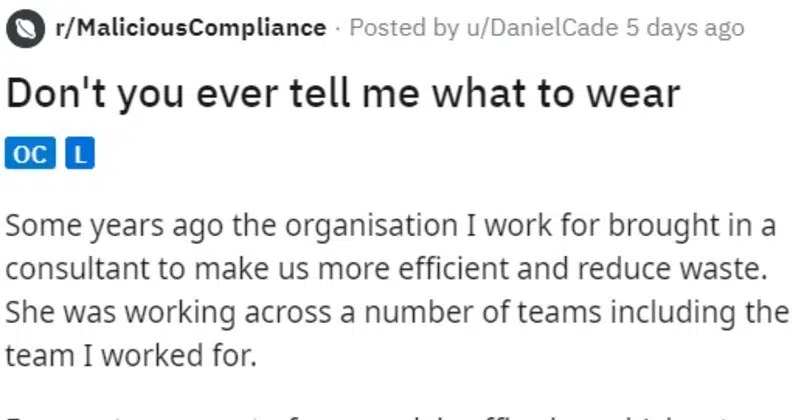 r/MaliciousCompliance · Posted by u/DanielCade 5 days ago
Don't you ever tell me what to wear
OC L
Some years ago the organisation I work for brought in a
consultant to make us more efficient and reduce waste.
She was working across a number of teams including the
team I worked for.